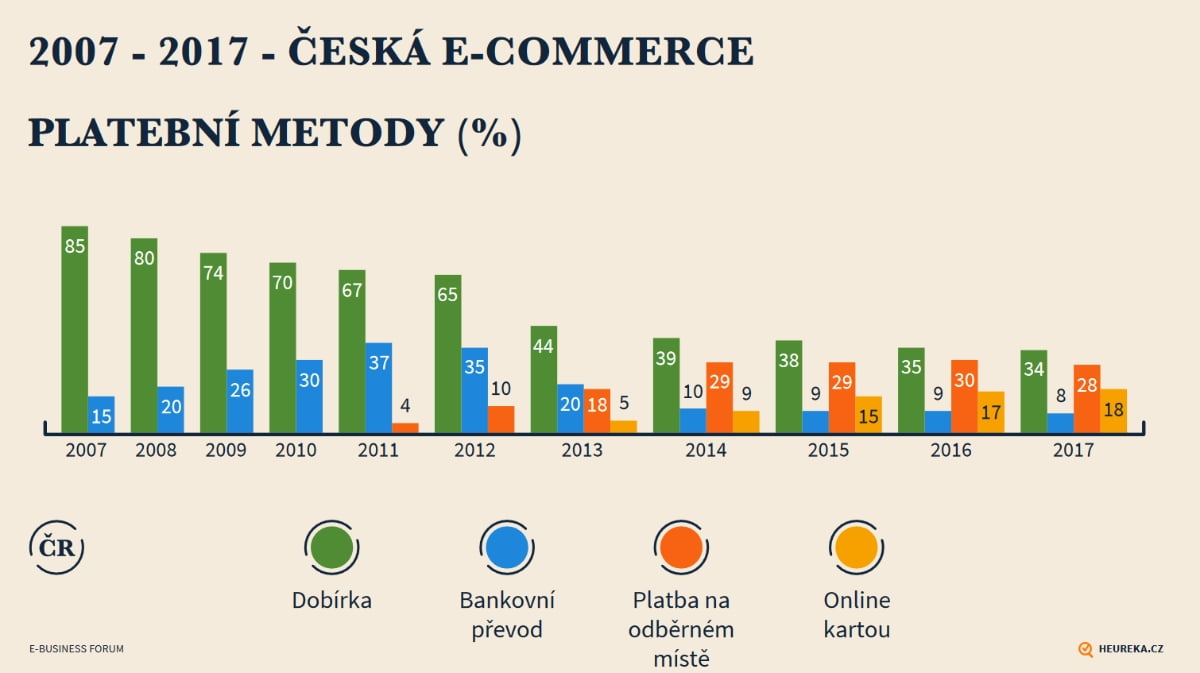 2007 - 2017 - ČESKÁ E-COMMERCE
PLATEBNÍ METODY (%)
85 15
80 20
74 26
70 30
67 37 4
65 35 10
44 20 18 5
39 10 29 9
38 9 29 15
35 9 30 17
34 8 28 18
2007 2008 2009 2010 2011 2012 2013 2014 2015 2016 2017
ČR
Dobírka
Bankovní
převod
Platba na
odběrném
místě
Online
kartou
E-BUSINESS FORUM
HEUREKA.CZ